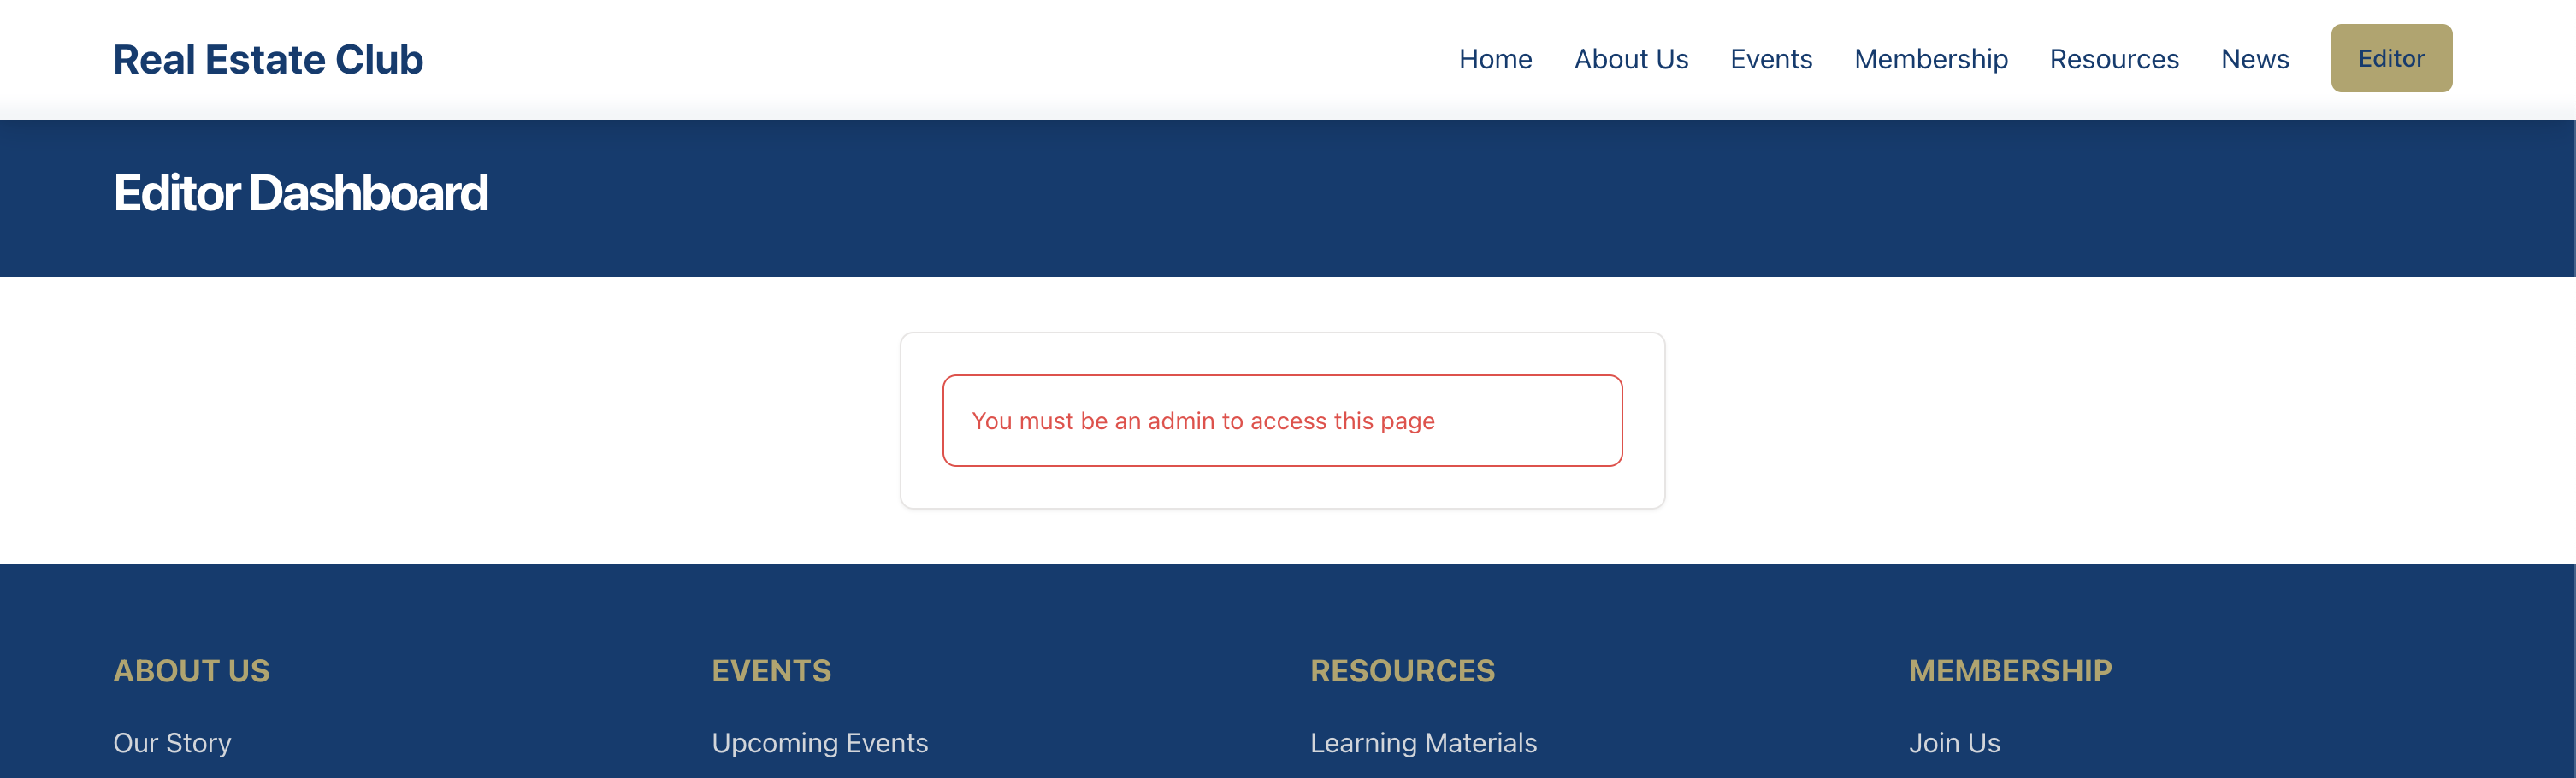 Real Estate Club
Home About Us Events Membership Resources News Editor
Editor Dashboard
You must be an admin to access this page
ABOUT US EVENTS RESOURCES MEMBERSHIP
Our Story Upcoming Events Learning Materials Join Us